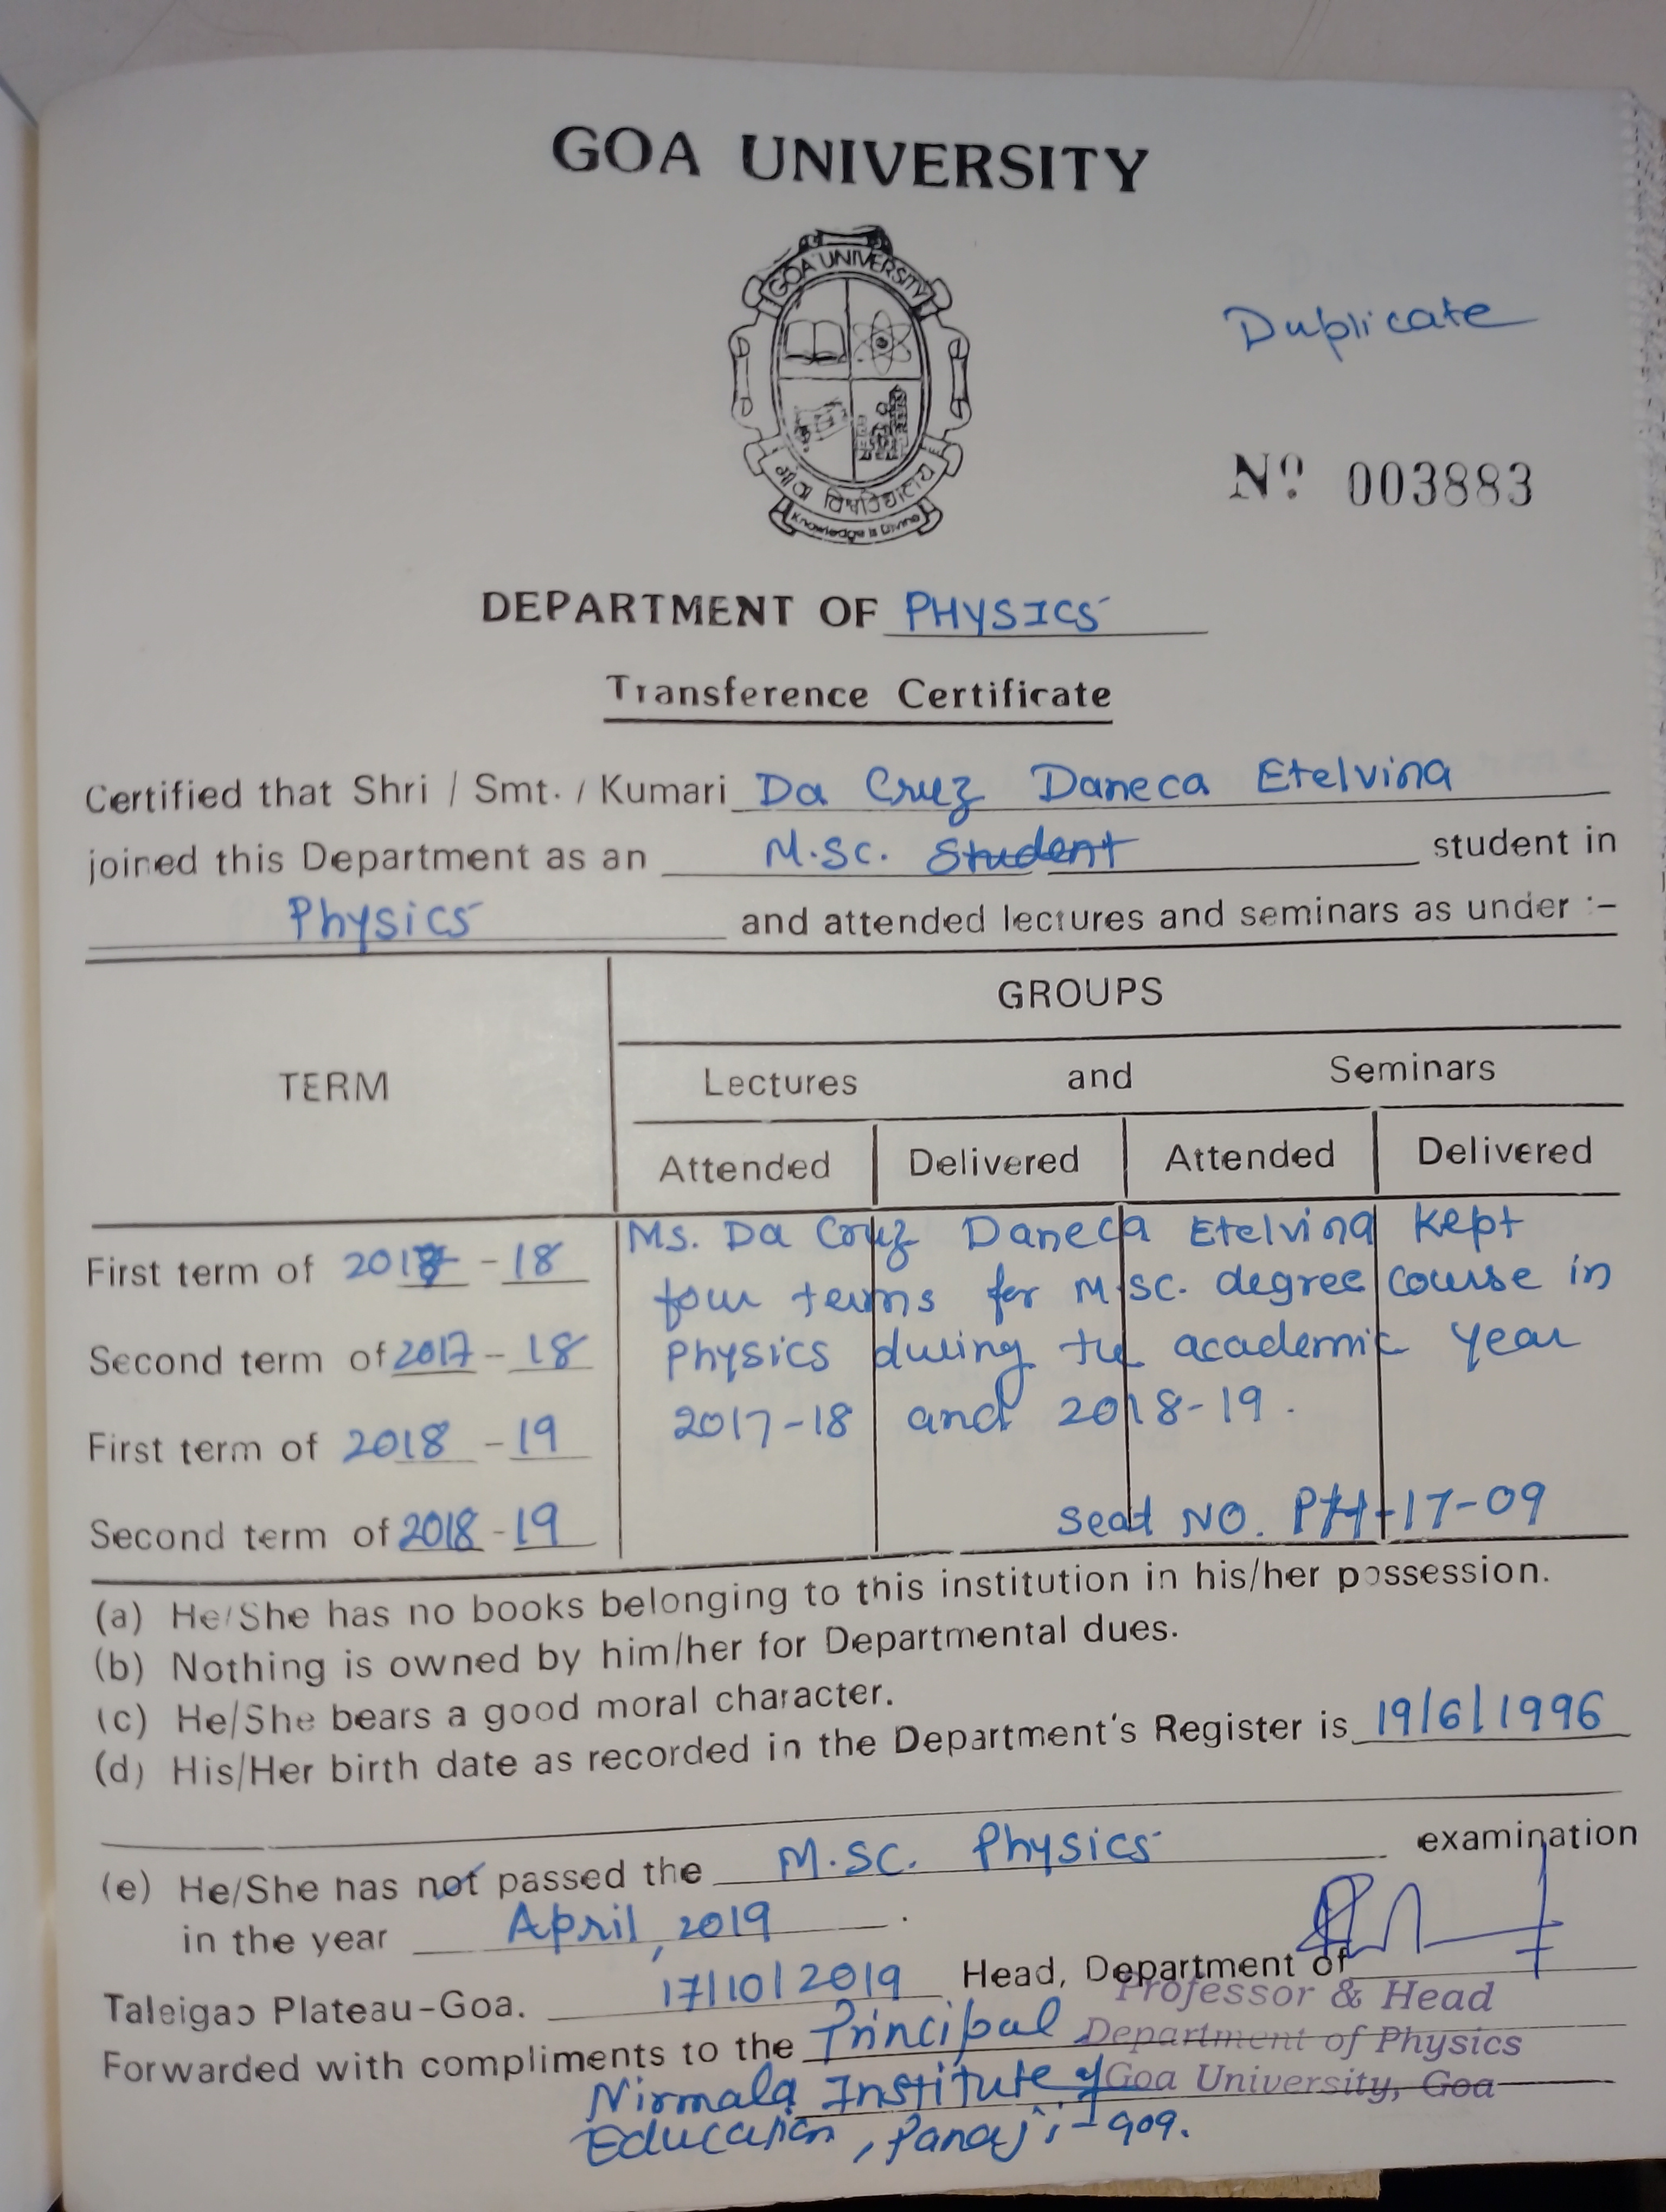 GOA UNIVERSITY
GOA UNIVERSITY
Duplicate
गोंय विश्वविद्यालय
Knowledge is Divine
Nº 003883
DEPARTMENT OF PHYSICS
Transference Certificate
Certified that Shri / Smt. / Kumari Da Cruz Daneca Etelvina
joined this Department as an M.Sc. Student student in
Physics and attended lectures and seminars as under :-
GROUPS
TERM
Lectures and Seminars
Attended Delivered Attended Delivered
First term of 2017 - 18
Ms. Da Cruz Daneca Etelvina kept
four terms for M.Sc. degree course in
Second term of 2017 - 18
Physics during the academic year
2017-18 and 2018-19.
First term of 2018 - 19
Seat NO. PH-17-09
Second term of 2018 - 19
(a) He/She has no books belonging to this institution in his/her possession.
(b) Nothing is owned by him/her for Departmental dues.
(c) He/She bears a good moral character.
(d) His/Her birth date as recorded in the Department's Register is 19/6/1996
(e) He/She has not passed the M.Sc. Physics examination
in the year April, 2019.
Taleigao Plateau-Goa. 17/10/2019 Head, Department of
Professor & Head
Forwarded with compliments to the Principal
Department of Physics
Nirmala Institute of
Goa University, Goa
Education, Panaji-Goa.